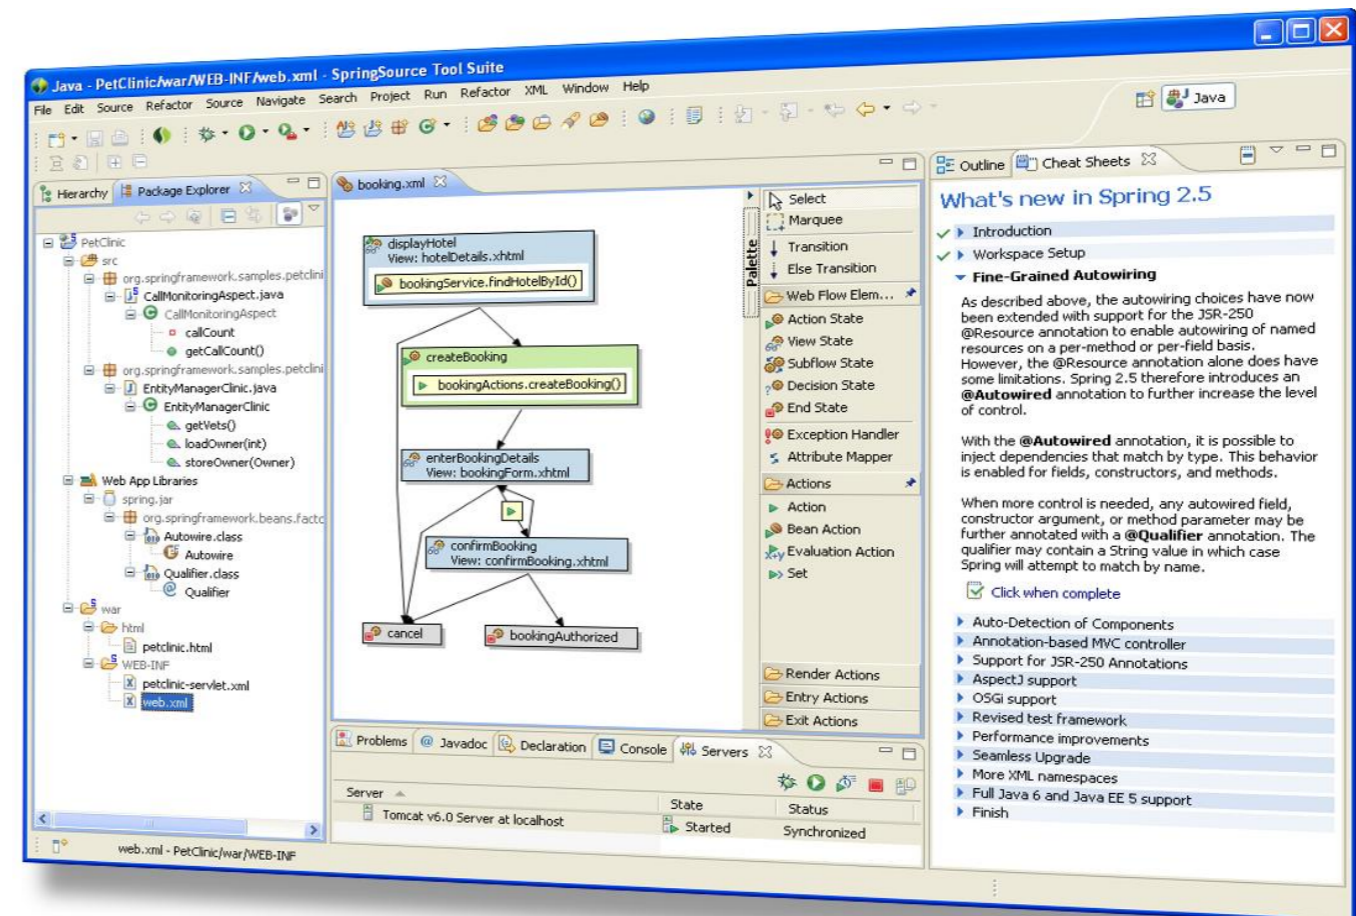 Java - PetClinic/war/WEB-INF/web.xml - SpringSource Tool Suite
File Edit Source Refactor Source Navigate Search Project Run Refactor XML Window Help
Java
Hierarchy
Package Explorer
PetClinic
src
org.springframework.samples.petclini
CallMonitoringAspect.java
CallMonitoringAspect
callCount
getCallCount()
org.springframework.samples.petclini
EntityManagerClinic.java
EntityManagerClinic
getVets()
loadOwner(int)
storeOwner(Owner)
Web App Libraries
spring.jar
org.springframework.beans.facto
Autowire.class
Autowire
Qualifier.class
Qualifier
war
html
petclinic.html
WEB-INF
petclinic-servlet.xml
web.xml
booking.xml
displayHotel
View: hotelDetails.xhtml
bookingService.findHotelById()
createBooking
bookingActions.createBooking()
enterBookingDetails
View: bookingForm.xhtml
confirmBooking
View: confirmBooking.xhtml
cancel
bookingAuthorized
Palette
Select
Marquee
Transition
Else Transition
Web Flow Elem...
Action State
View State
Subflow State
Decision State
End State
Exception Handler
Attribute Mapper
Actions
Action
Bean Action
Evaluation Action
Set
Render Actions
Entry Actions
Exit Actions
Problems
Javadoc
Declaration
Console
Servers
Server
State
Status
Tomcat v6.0 Server at localhost
Started
Synchronized
Outline
Cheat Sheets
What's new in Spring 2.5
Introduction
Workspace Setup
Fine-Grained Autowiring
As described above, the autowiring choices have now
been extended with support for the JSR-250
@Resource annotation to enable autowiring of named
resources on a per-method or per-field basis.
However, the @Resource annotation alone does have
some limitations. Spring 2.5 therefore introduces an
@Autowired annotation to further increase the level
of control.
With the @Autowired annotation, it is possible to
inject dependencies that match by type. This behavior
is enabled for fields, constructors, and methods.
When more control is needed, any autowired field,
constructor argument, or method parameter may be
further annotated with a @Qualifier annotation. The
qualifier may contain a String value in which case
Spring will attempt to match by name.
Click when complete
Auto-Detection of Components
Annotation-based MVC controller
Support for JSR-250 Annotations
AspectJ support
OSGi support
Revised test framework
Performance improvements
Seamless Upgrade
More XML namespaces
Full Java 6 and Java EE 5 support
Finish
web.xml - PetClinic/war/WEB-INF